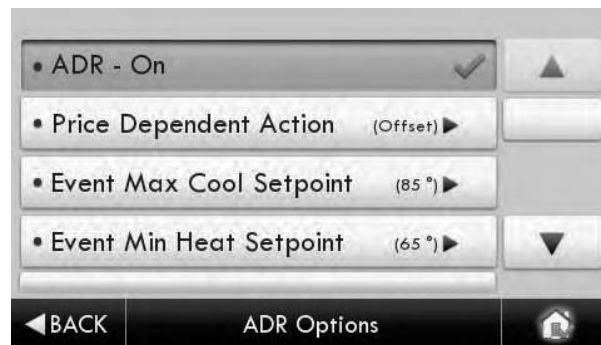 • ADR - On
• Price Dependent Action (Offset)
• Event Max Cool Setpoint (85 °)
• Event Min Heat Setpoint (65 °)
BACK ADR Options